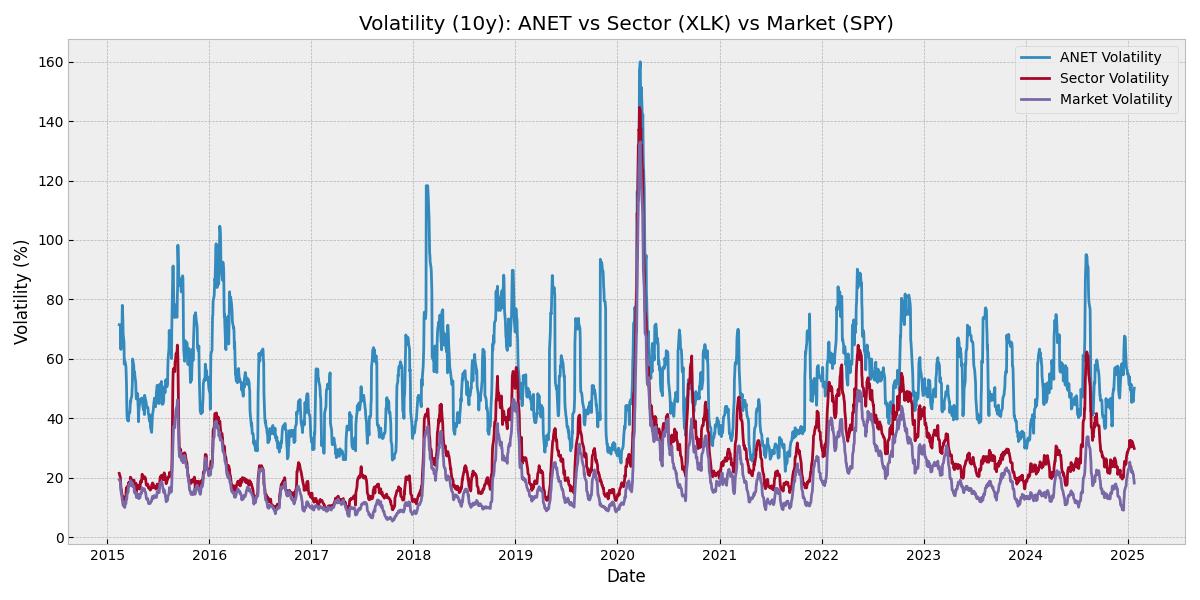 Volatility (10y): ANET vs Sector (XLK) vs Market (SPY)
ANET Volatility
Sector Volatility
Market Volatility
Volatility (%)
160
140
120
100
80
60
40
20
0
2015 2016 2017 2018 2019 2020 2021 2022 2023 2024 2025
Date